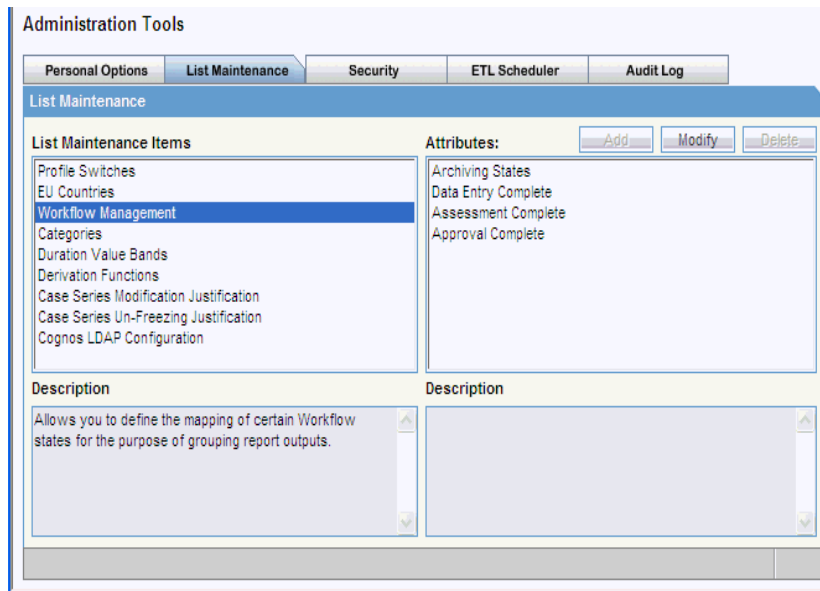 Administration Tools
Personal Options List Maintenance Security ETL Scheduler Audit Log
List Maintenance
List Maintenance Items
Profile Switches
EU Countries
Workflow Management
Categories
Duration Value Bands
Derivation Functions
Case Series Modification Justification
Case Series Un-Freezing Justification
Cognos LDAP Configuration
Attributes: Add Modify Delete
Archiving States
Data Entry Complete
Assessment Complete
Approval Complete
Description
Allows you to define the mapping of certain Workflow
states for the purpose of grouping report outputs.
Description